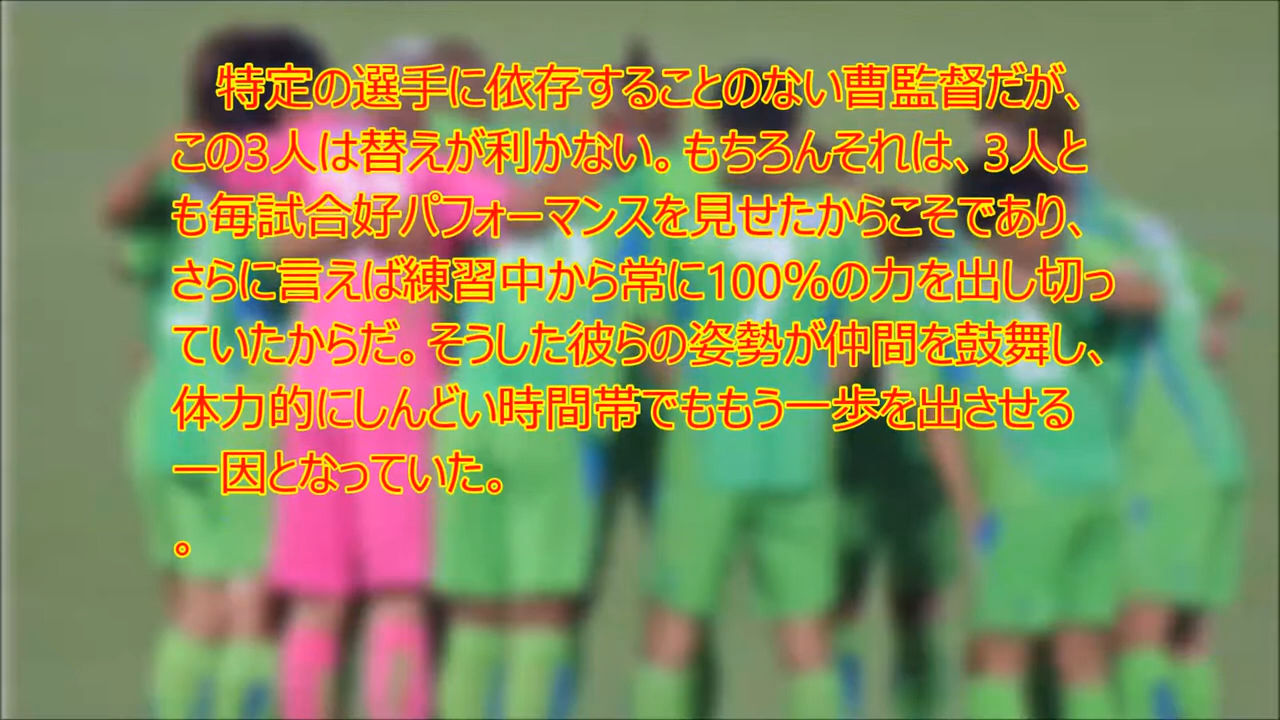 特定の選手に依存することのない曹監督だが、
この3人は替えが利かない。もちろんそれは、3人と
も毎試合好パフォーマンスを見せたからこそであり、
さらに言えば練習中から常に100%の力を出し切っ
ていたからだ。そうした彼らの姿勢が仲間を鼓舞し、
体力的にしんどい時間帯でももう一歩を出させる
一因となっていた。
。